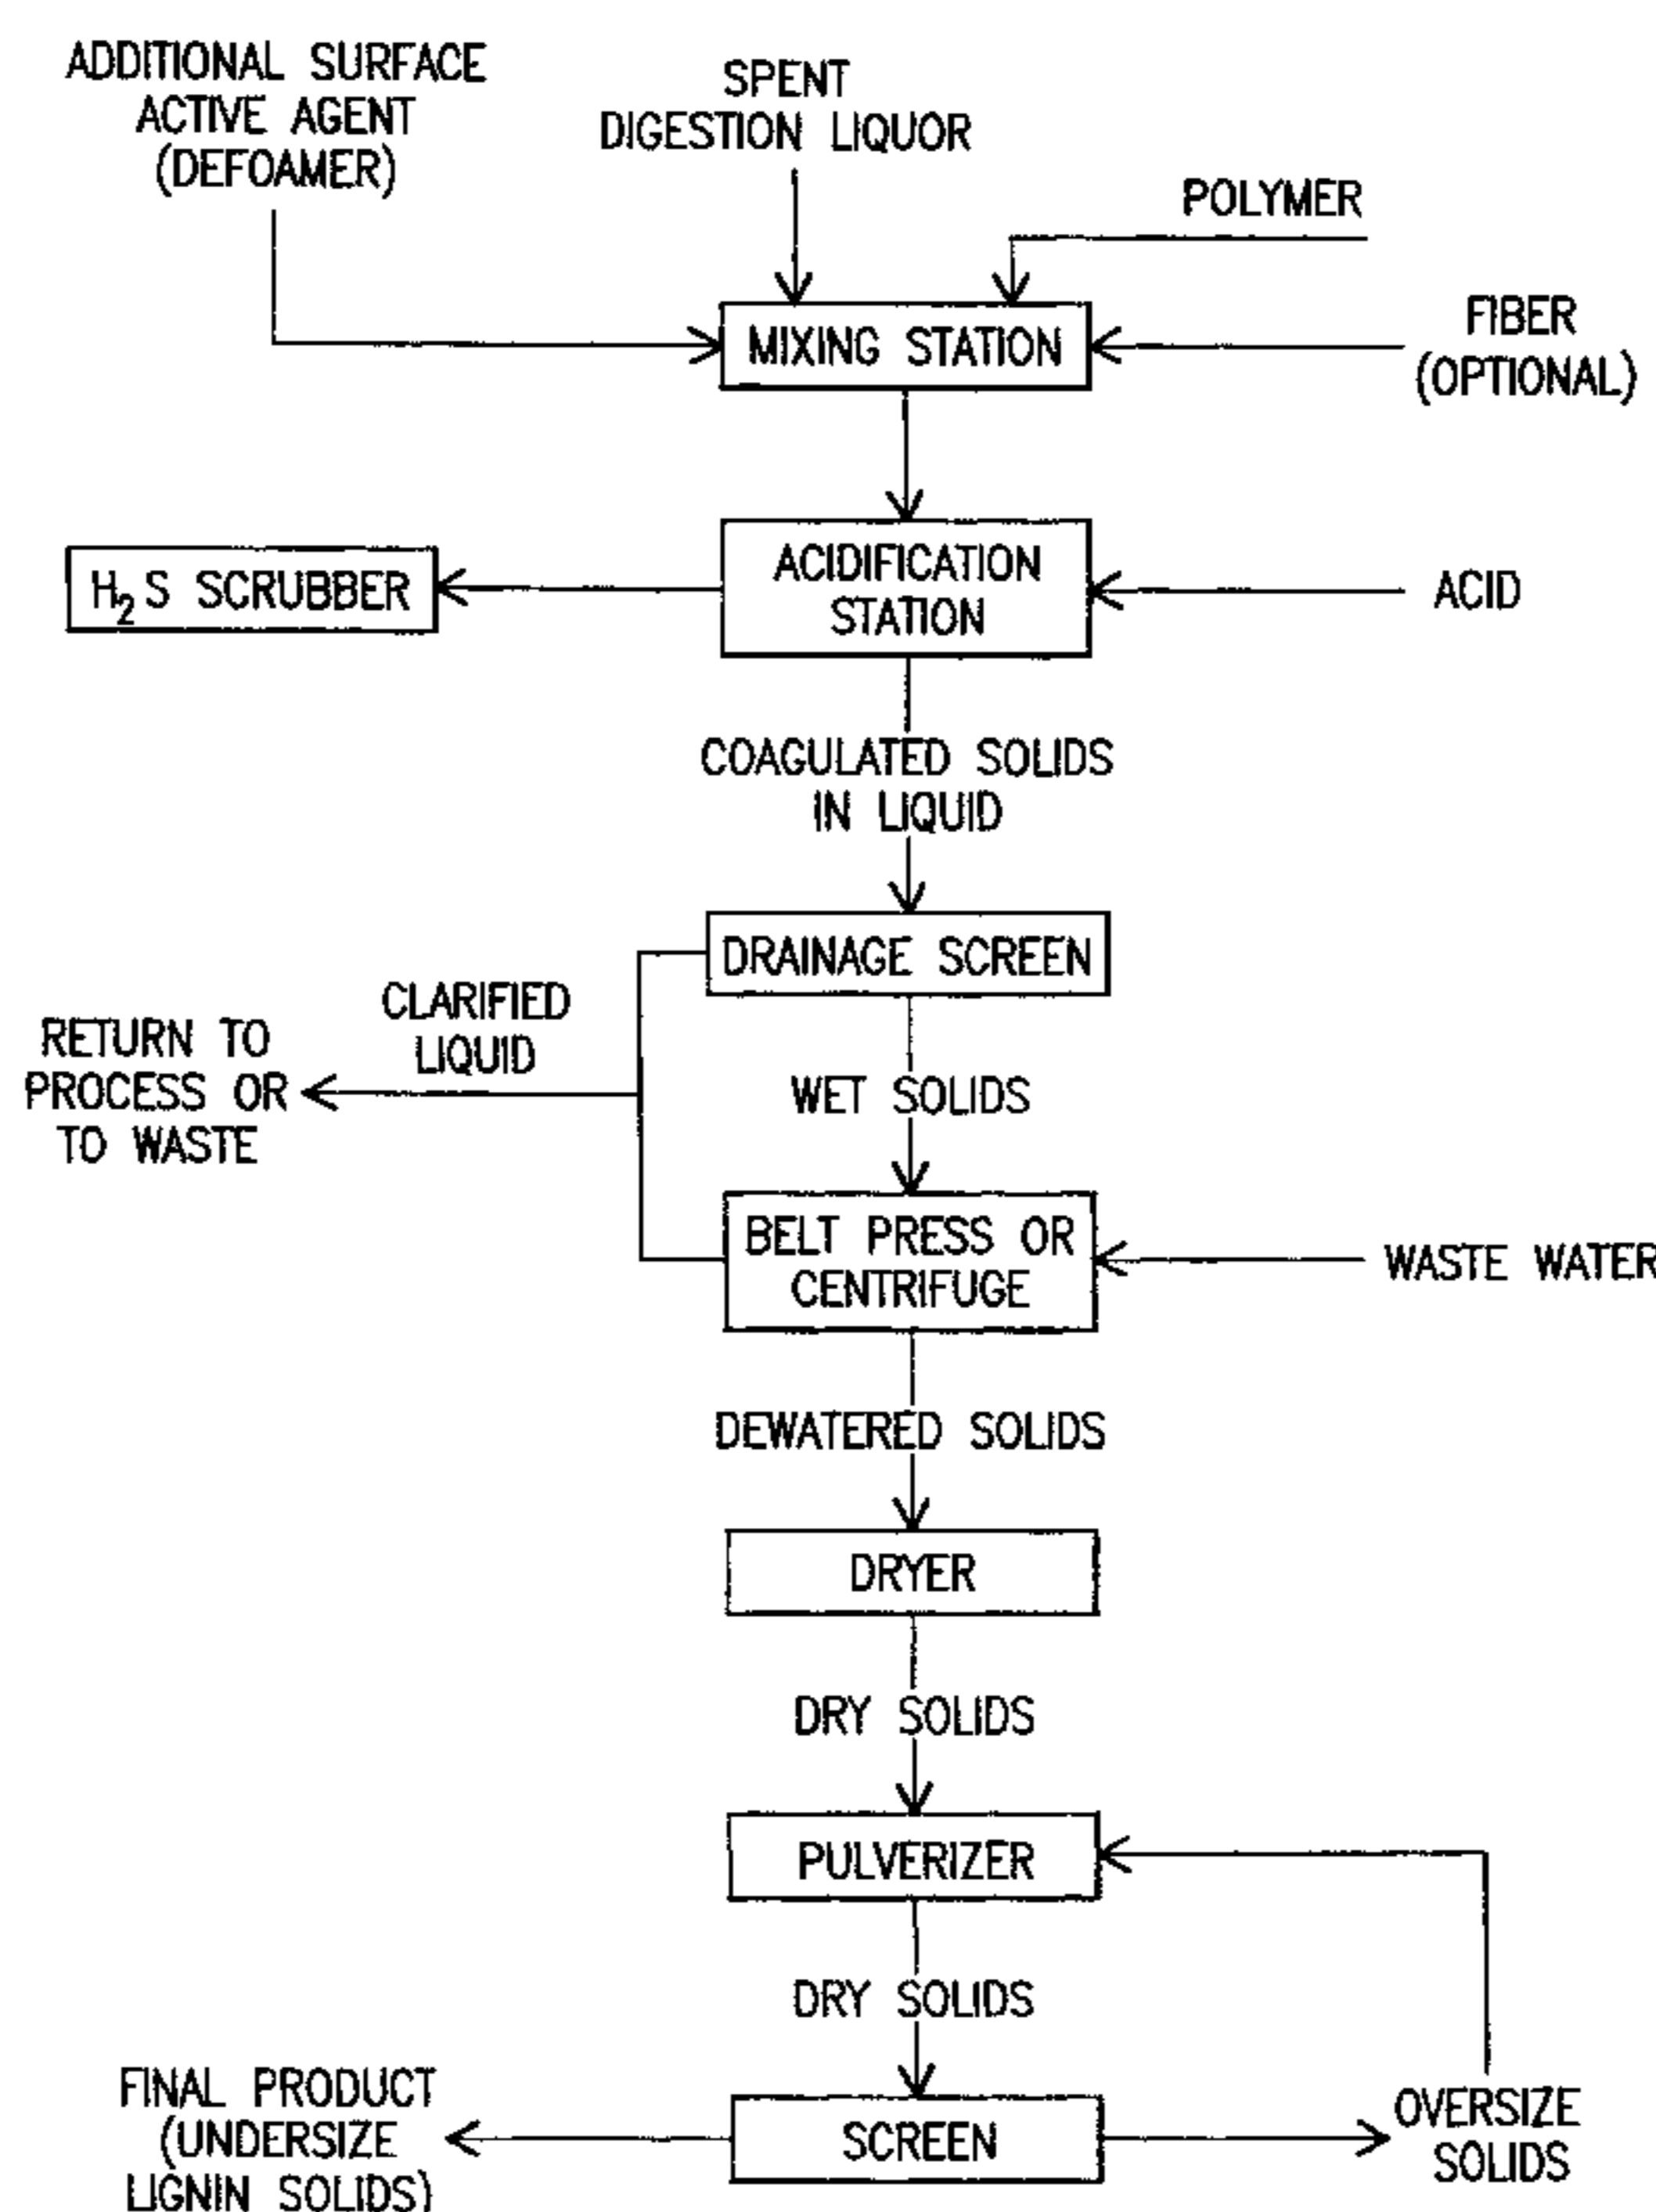 ADDITIONAL SURFACE
ACTIVE AGENT
(DEFOAMER)
SPENT
DIGESTION LIQUOR
POLYMER
MIXING STATION
FIBER
(OPTIONAL)
H2S SCRUBBER
ACIDIFICATION
STATION
ACID
COAGULATED SOLIDS
IN LIQUID
DRAINAGE SCREEN
CLARIFIED
LIQUID
RETURN TO
PROCESS OR
TO WASTE
WET SOLIDS
BELT PRESS OR
CENTRIFUGE
WASTE WATER
DEWATERED SOLIDS
DRYER
DRY SOLIDS
PULVERIZER
DRY SOLIDS
SCREEN
FINAL PRODUCT
(UNDERSIZE
LIGNIN SOLIDS)
OVERSIZE
SOLIDS